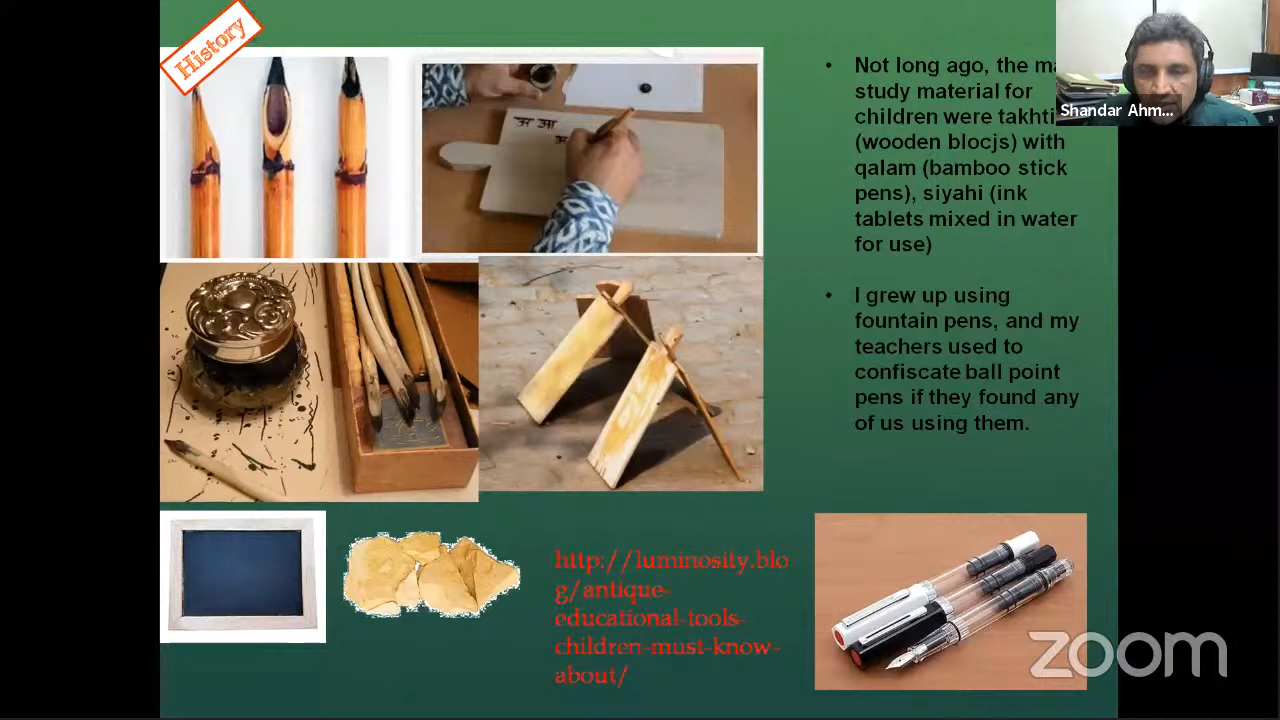 History
अ आ
• Not long ago, the ma
study material for
children were takhti
(wooden blocjs) with
qalam (bamboo stick
pens), siyahi (ink
tablets mixed in water
for use)
• I grew up using
fountain pens, and my
teachers used to
confiscate ball point
pens if they found any
of us using them.
http://luminosity.blo
g/antique-
educational-tools-
children-must-know-
about/
Shandar Ahm...
zoom